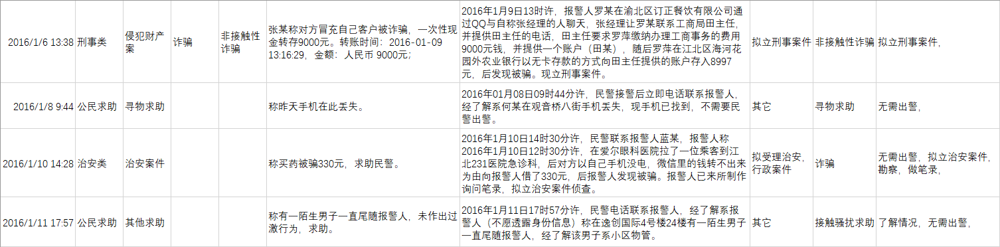 2016/1/6 13:38
刑事类
侵犯财产
案
诈骗
非接触性
诈骗
张某称对方冒充自己客户被诈骗，一次性现
金转存9000元。转账时间：2016-01-09
13:16:29，金额：人民币 9000元；
2016年1月9日13时许，报警人罗某在渝北区订正餐饮有限公司通
过QQ与自称张经理的人聊天，张经理让罗某联系工商局田主任，
并提供田主任的电话，田主任要求罗萍缴纳办理工商事务的费用
9000元钱，并提供一个账户（田某），随后罗萍在江北区海河花
园外农业银行以无卡存款的方式向田主任提供的账户存入8997
元，后发现被骗。现立刑事案件。
拟立刑事案件
非接触性诈骗
拟立刑事案件，
2016/1/8 9:44
公民求助
寻物求助
称昨天手机在此丢失。
2016年01月08日09时44分许，民警接警后立即电话联系报警人，
经了解系何某在观音桥八街手机丢失，现手机已找到，不需要民
警出警。
其它
寻物求助
无需出警，
2016/1/10 14:28
治安类
治安案件
称买药被骗330元，求助民警。
2016年1月10日14时30分许，民警联系报警人蓝某，报警人称
2016年1月10日12时30分，在爱尔眼科医院拉了一位乘客到江
北231医院急诊科，后对方以自己手机没电，微信里的钱转不出来
为由向报警人借了330元，后报警人发现被骗。报警人已来所制作
询问笔录，拟立治安案件侦查。
拟受理治安，
行政案件
诈骗
无需出警，拟立治安案件，
勘察，做笔录，
2016/1/11 17:57
公民求助
其他求助
称有一陌生男子一直尾随报警人，未作出过
激行为，求助。
2016年1月11日17时57分许，民警电话联系报警人，经了解系报
警人（不愿透露身份信息）称在逸创国际4号楼24楼有一陌生男子
一直尾随报警人，经了解该男子系小区物管。
其它
接触骚扰求助
了解情况，无需出警，